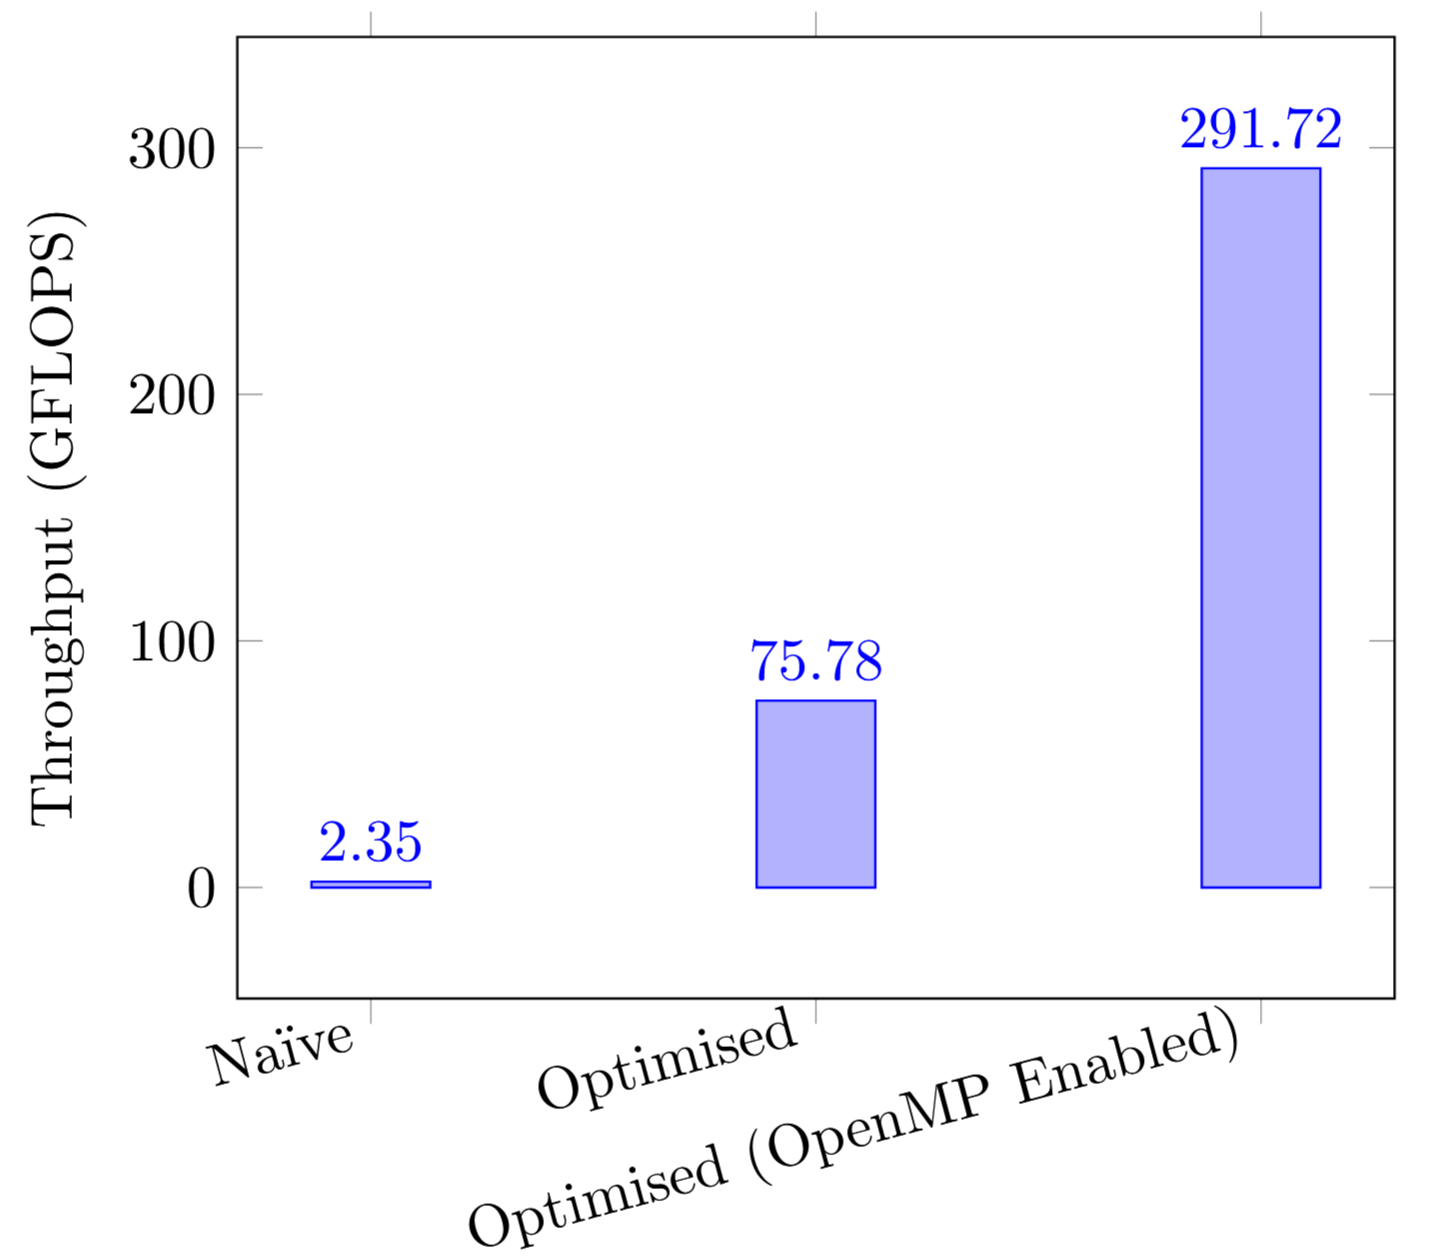 Throughput (GFLOPS)
300
200
100
0
2.35
75.78
291.72
Naïve
Optimised
Optimised (OpenMP Enabled)